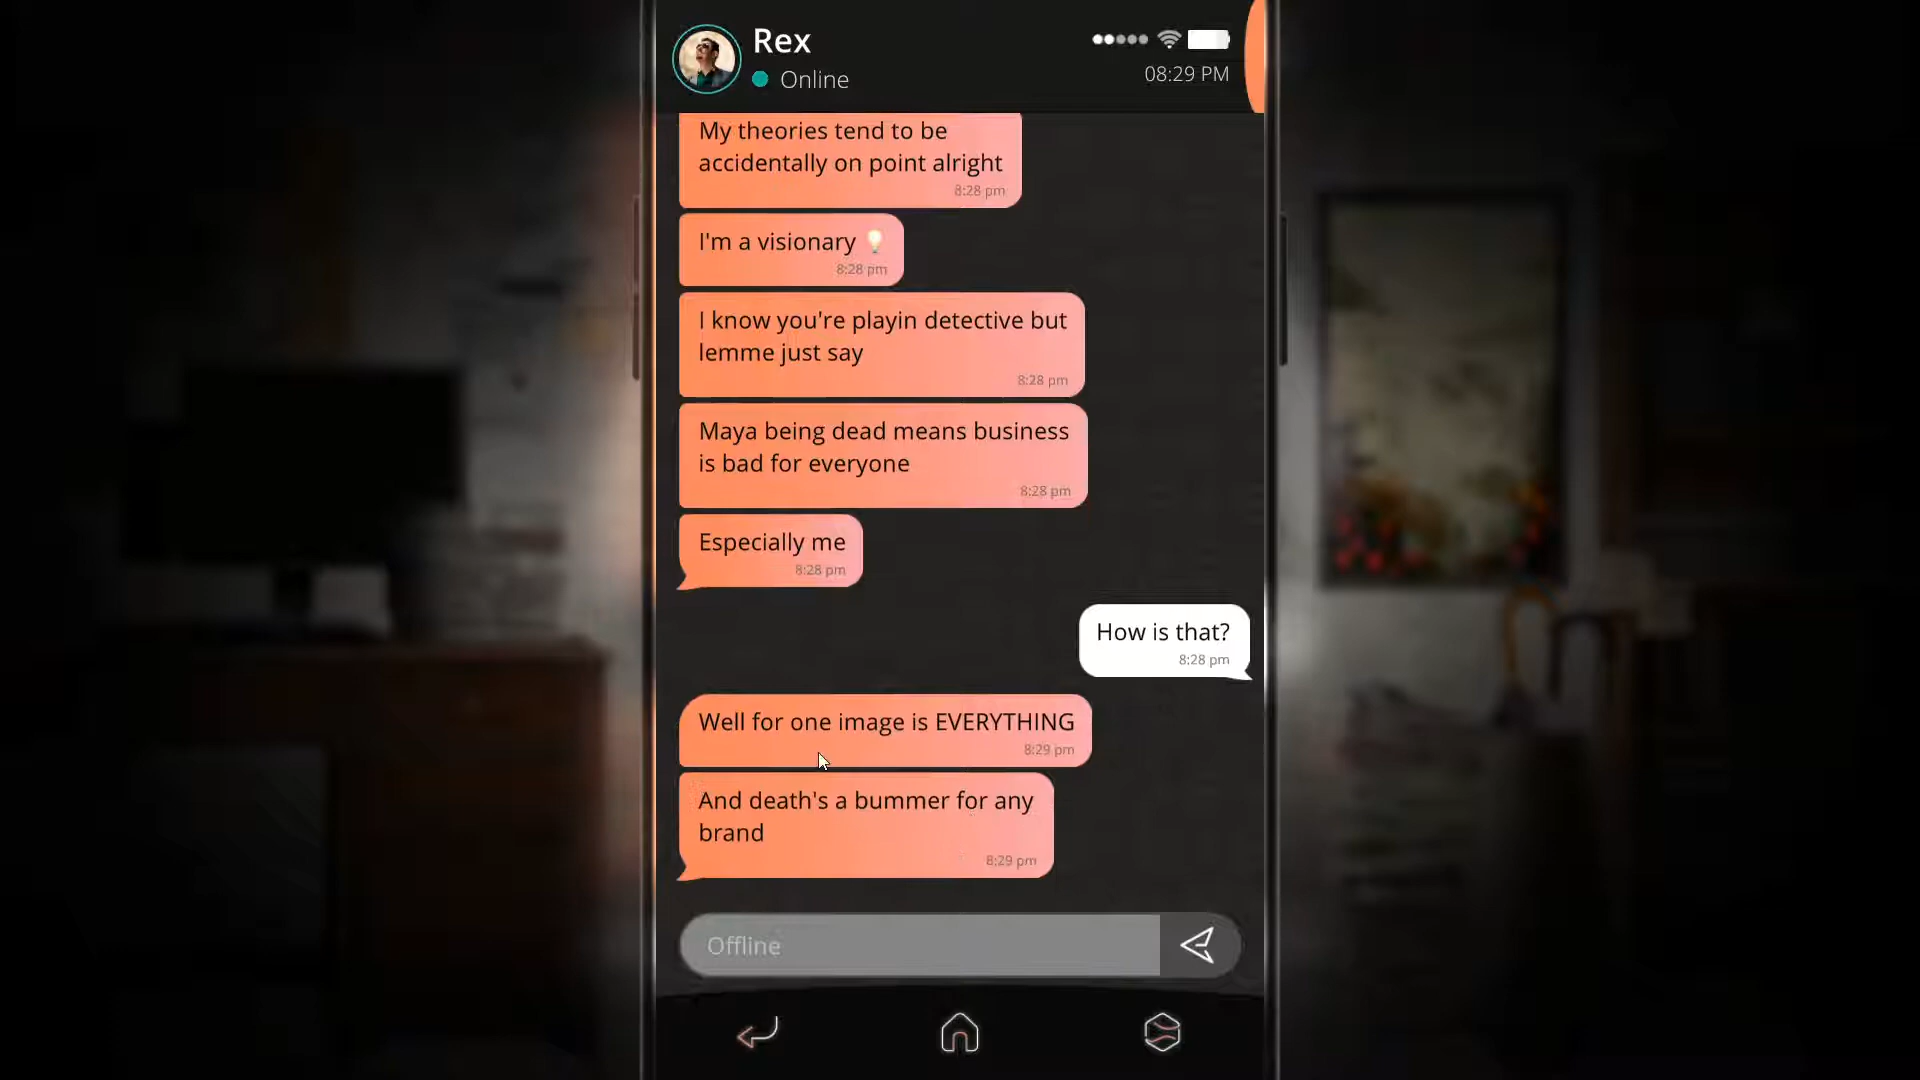 Rex
Online
08:29 PM
My theories tend to be
accidentally on point alright
8:28 pm
I'm a visionary 💡
8:28 pm
I know you're playin detective but
lemme just say
8:28 pm
Maya being dead means business
is bad for everyone
8:28 pm
Especially me
8:28 pm
How is that?
8:28 pm
Well for one image is EVERYTHING
8:29 pm
And death's a bummer for any
brand
8:29 pm
Offline